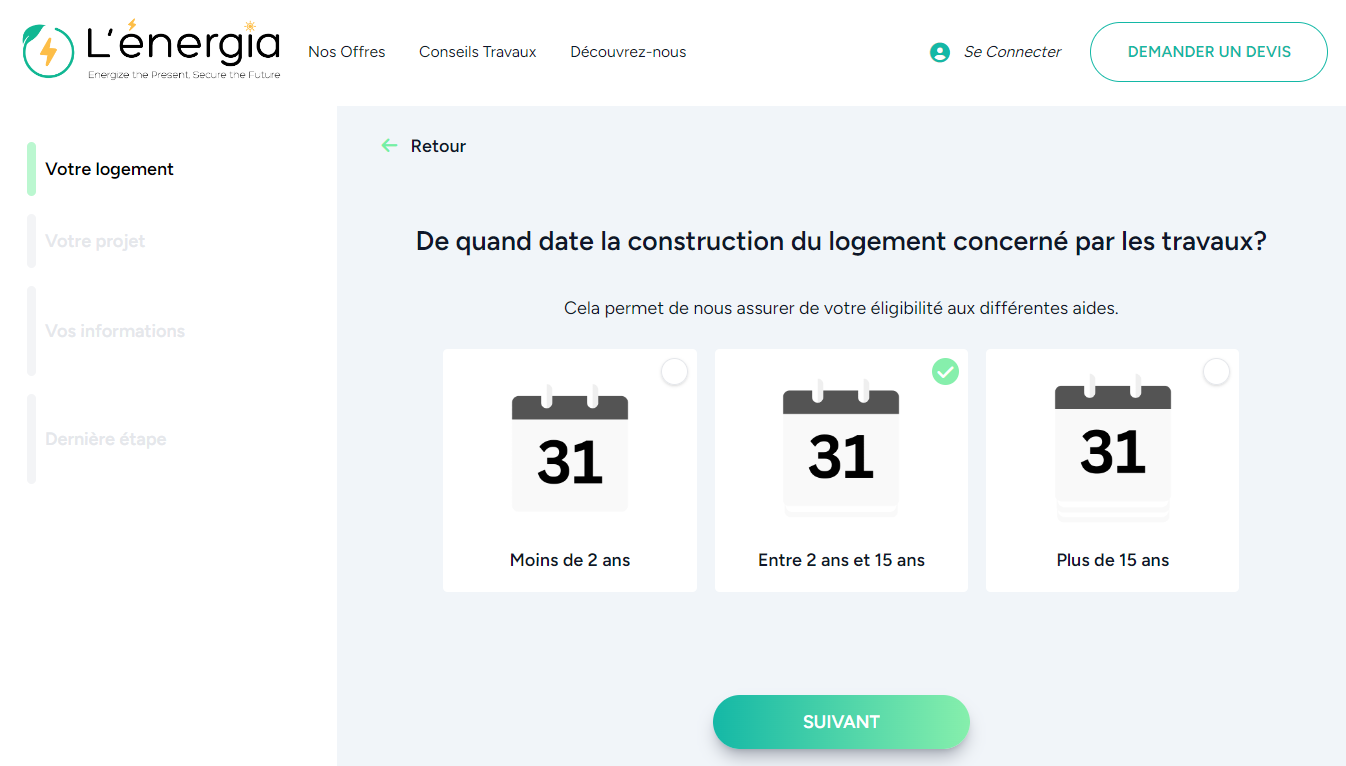 L'énergia
Energize the Present, Secure the Future
Nos Offres
Conseils Travaux
Découvrez-nous
Se Connecter
DEMANDER UN DEVIS
Votre logement
Votre projet
Vos informations
Dernière étape
Retour
De quand date la construction du logement concerné par les travaux?
Cela permet de nous assurer de votre éligibilité aux différentes aides.
31
Moins de 2 ans
31
Entre 2 ans et 15 ans
31
Plus de 15 ans
SUIVANT